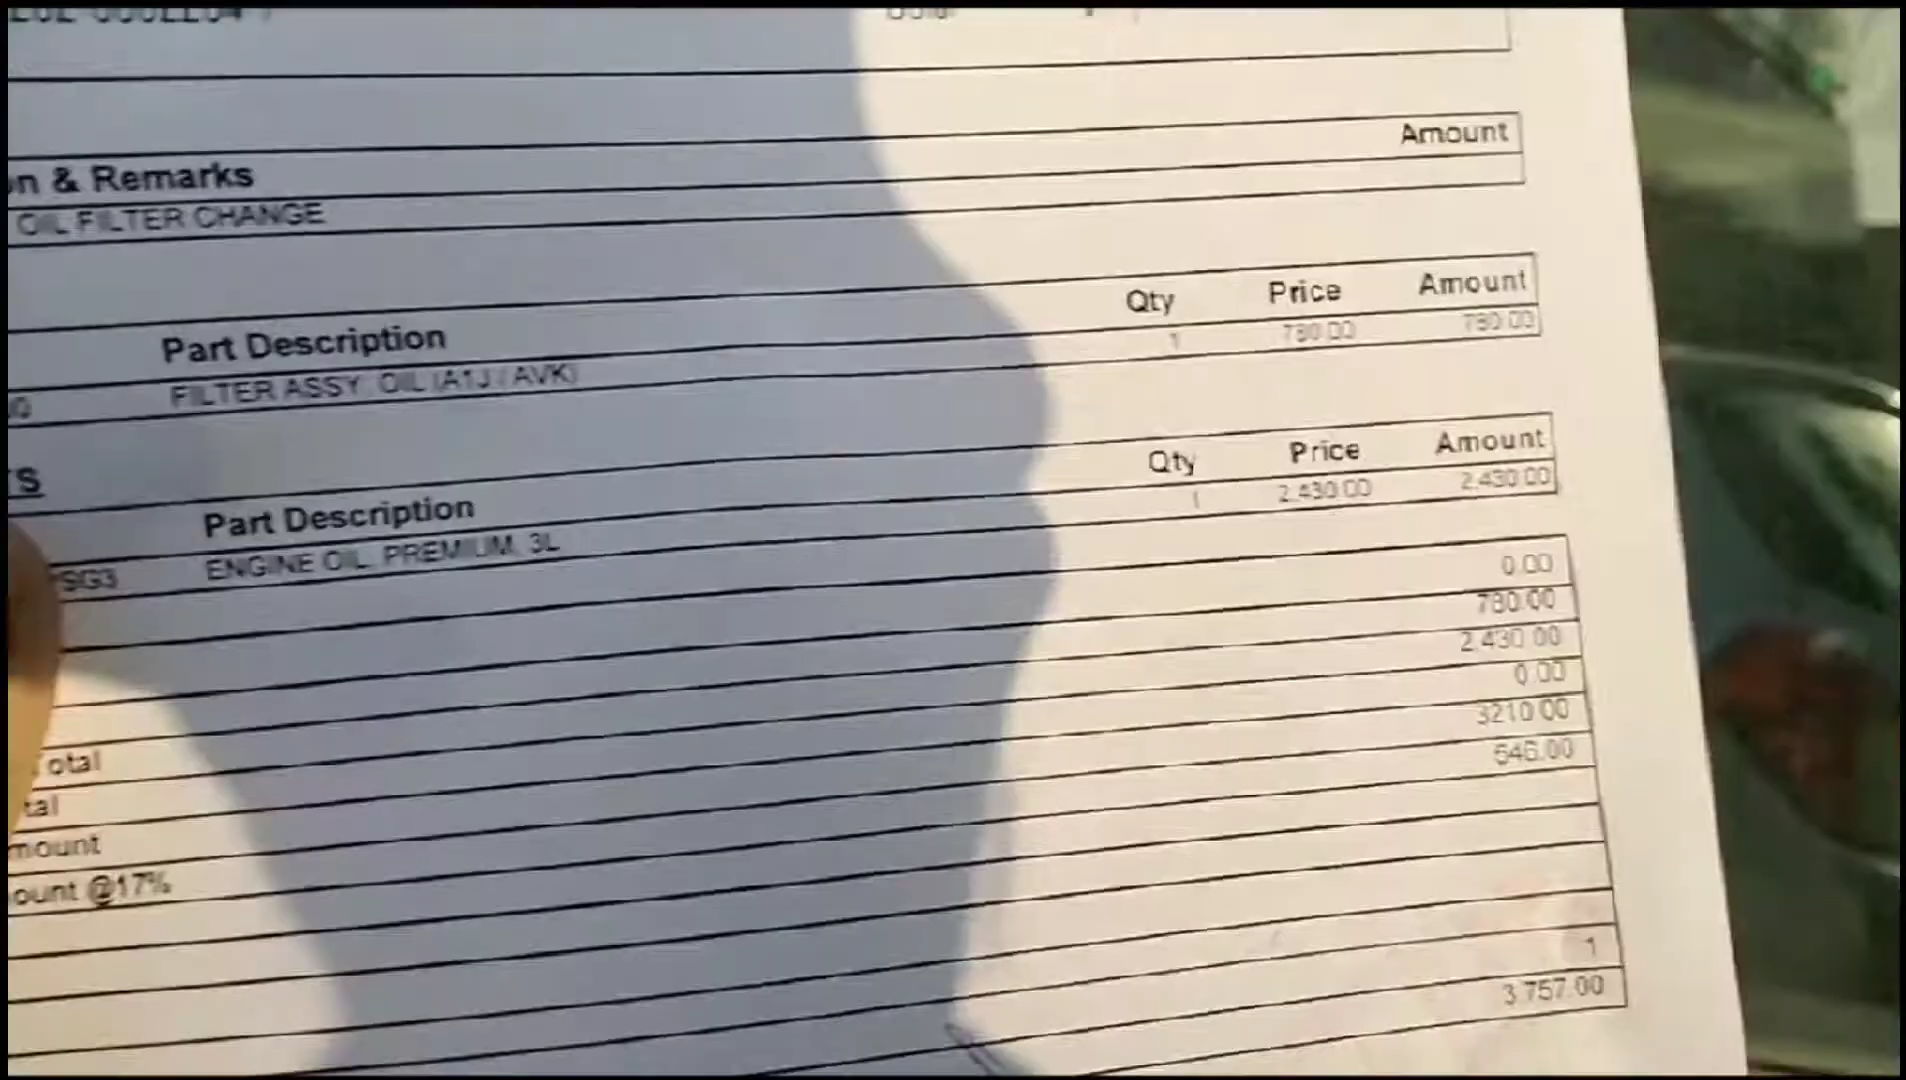 Amount
on & Remarks
OIL FILTER CHANGE
Part Description Qty Price Amount
FILTER ASSY, OIL (A1J / AVK) 1 780.00 780.00
S
Part Description Qty Price Amount
SG3 ENGINE OIL, PREMIUM, 3L 1 2,430.00 2,430.00
0.00
780.00
2,430.00
otal 0.00
tal 3210.00
mount 546.00
ount @17%
1
3,757.00